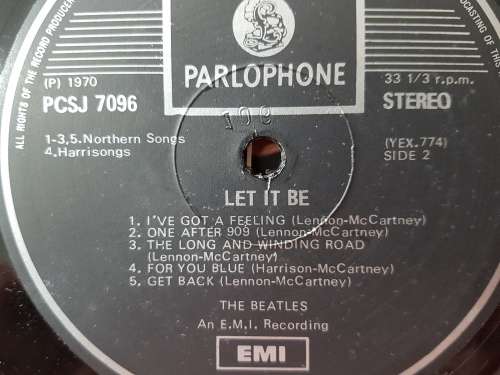 ALL RIGHTS OF THE RECORD PRODUCER
DCASTING OF THIS
PARLOPHONE
(P) 1970
33 1/3 r.p.m.
PCSJ 7096
STEREO
1-3,5.Northern Songs
4.Harrisongs
(YEX.774)
SIDE 2
109
LET IT BE
1. I'VE GOT A FEELING (Lennon-McCartney)
2. ONE AFTER 909 (Lennon-McCartney)
3. THE LONG AND WINDING ROAD
(Lennon-McCartney)
4. FOR YOU BLUE (Harrison-McCartney)
5. GET BACK (Lennon-McCartney)
THE BEATLES
An E.M.I. Recording
EMI